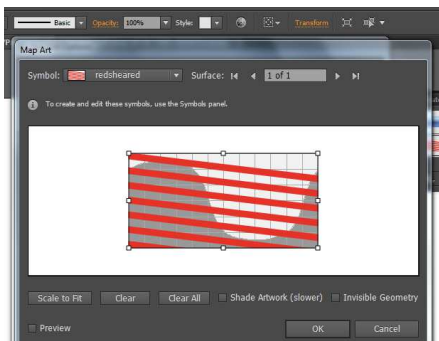 Basic Opacity: 100% Style: Transform
Map Art
Symbol: redsheared Surface: 1 of 1
To create and edit these symbols, use the Symbols panel.
Scale to Fit Clear Clear All Shade Artwork (slower) Invisible Geometry
Preview OK Cancel